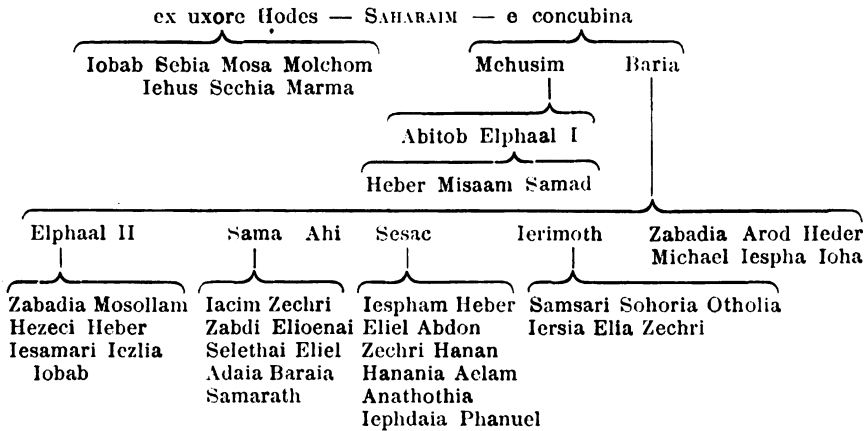 ex uxore Hodes — SAHARAIM — e concubina
Iobab Sebia Mosa Molchom
Iehus Sechia Marma
Mehusim Baria
Abitob Elphaal I
Heber Misaam Samad
Elphaal II Sama Ahi Sesac Ierimoth Zabadia Arod Heder
Michael Iespha Ioha
Zabadia Mosollam
Hezeci Heber
Iesamari Iezlia
Iobab
Iacim Zechri
Zabdi Elioenai
Selethai Eliel
Adaia Baraia
Samarath
Iespham Heber
Eliel Abdon
Zechri Hanan
Hanania Aelam
Anathothia
Iephdaia Phanuel
Samsari Sohoria Otholia
Iersia Elia Zechri